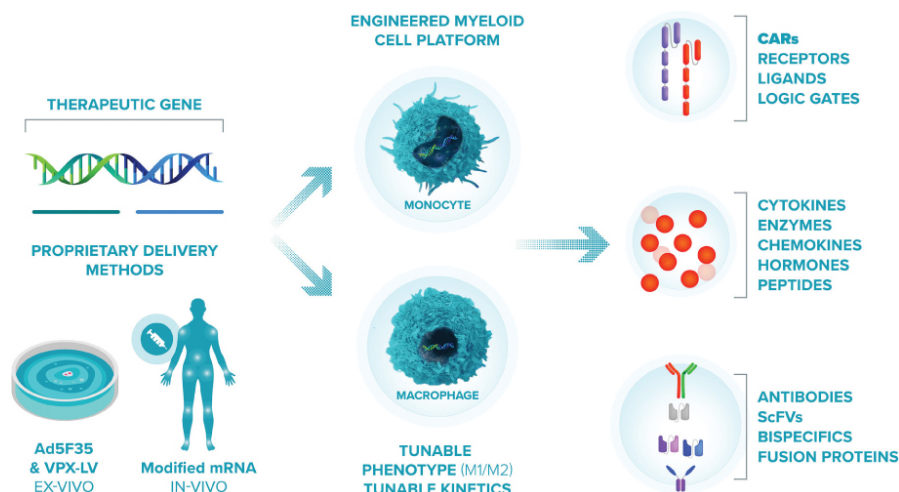 THERAPEUTIC GENE
PROPRIETARY DELIVERY
METHODS
Ad5F35
& VPX-LV
EX-VIVO
Modified mRNA
IN-VIVO
ENGINEERED MYELOID
CELL PLATFORM
MONOCYTE
MACROPHAGE
TUNABLE
PHENOTYPE (M1/M2)
TUNABLE KINETICS
CARs
RECEPTORS
LIGANDS
LOGIC GATES
CYTOKINES
ENZYMES
CHEMOKINES
HORMONES
PEPTIDES
ANTIBODIES
ScFVs
BISPECIFICS
FUSION PROTEINS